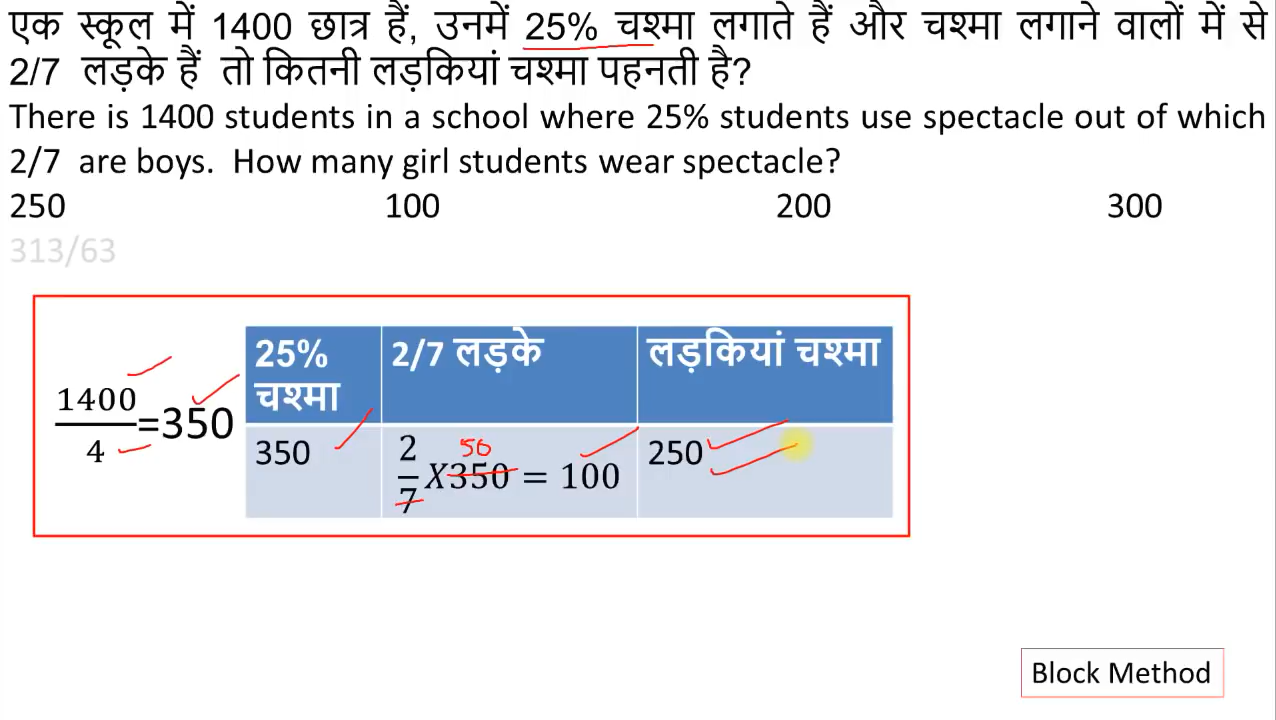 एक स्कूल में 1400 छात्र हैं, उनमें 25% चश्मा लगाते हैं और चश्मा लगाने वालों में से
2/7 लड़के हैं तो कितनी लड़कियां चश्मा पहनती है?
There is 1400 students in a school where 25% students use spectacle out of which
2/7 are boys. How many girl students wear spectacle?
250 100 200 300
313/63
25% चश्मा 2/7 लड़के लड़कियां चश्मा
1400/4=350
350 2/7 X350 = 100 250
50
Block Method